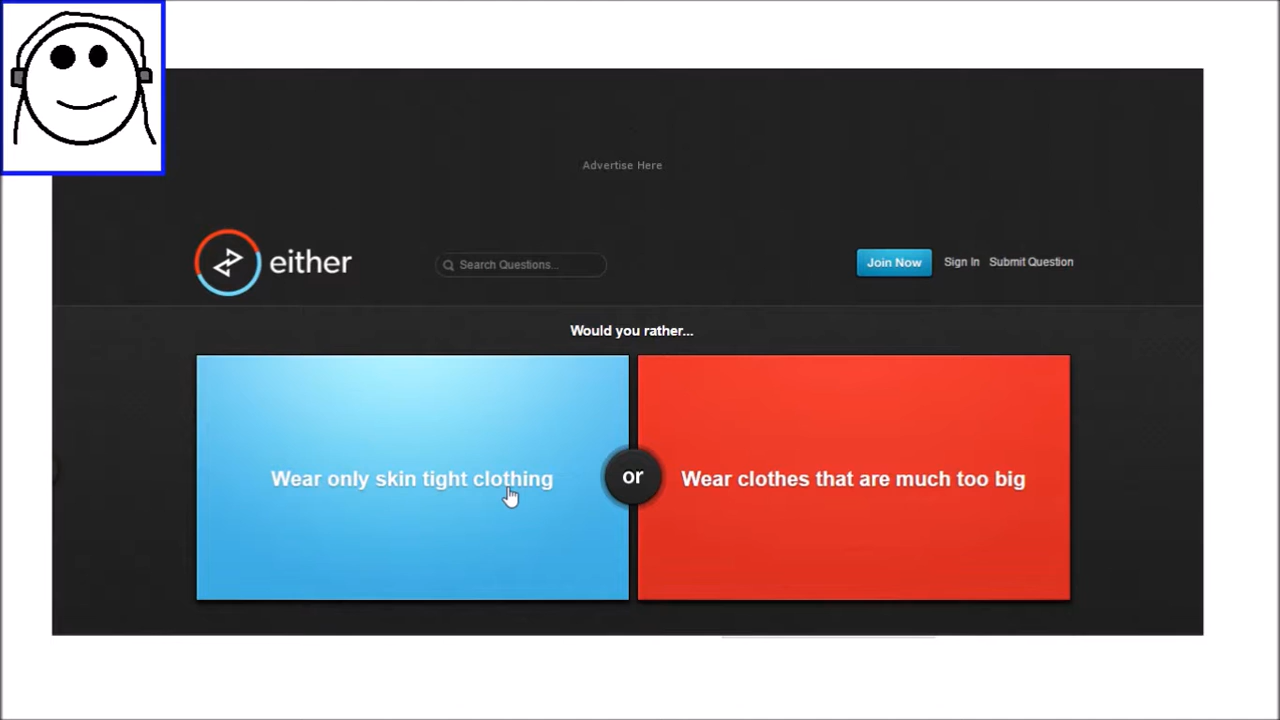 Advertise Here
either
Search Questions...
Join Now
Sign In
Submit Question
Would you rather...
Wear only skin tight clothing
or
Wear clothes that are much too big